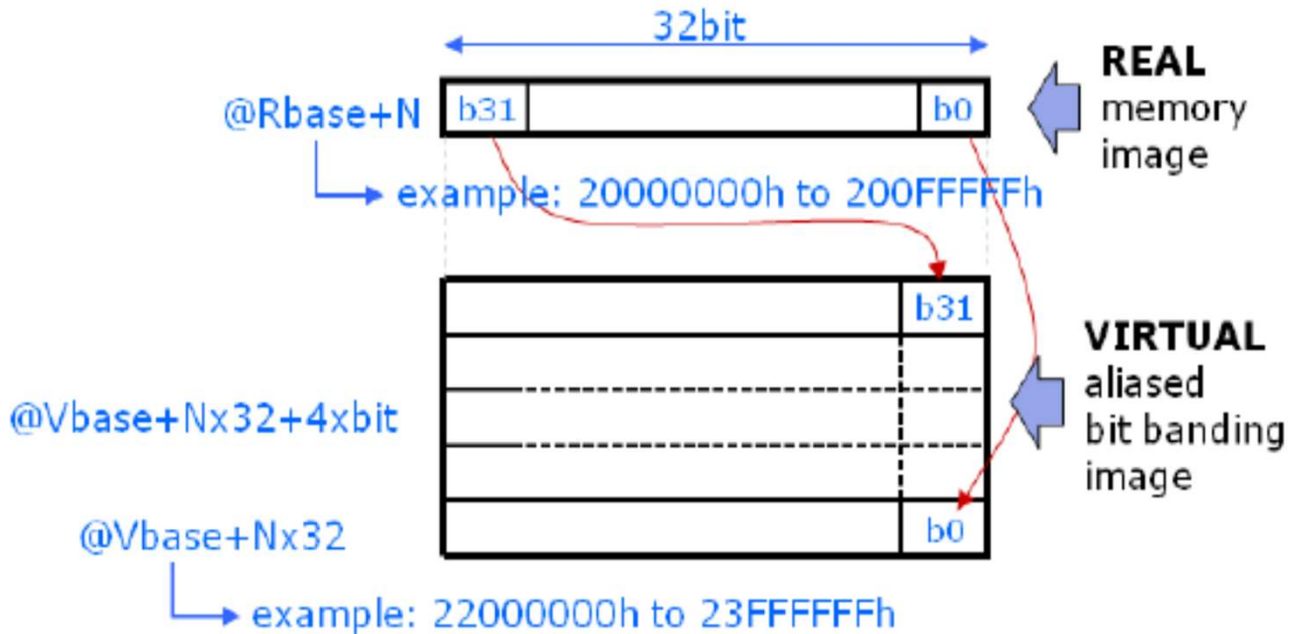 32bit
@Rbase+N
b31
b0
REAL
memory
image
example: 20000000h to 200FFFFFh
b31
@Vbase+Nx32+4xbit
VIRTUAL
aliased
bit banding
image
@Vbase+Nx32
b0
example: 22000000h to 23FFFFFFh